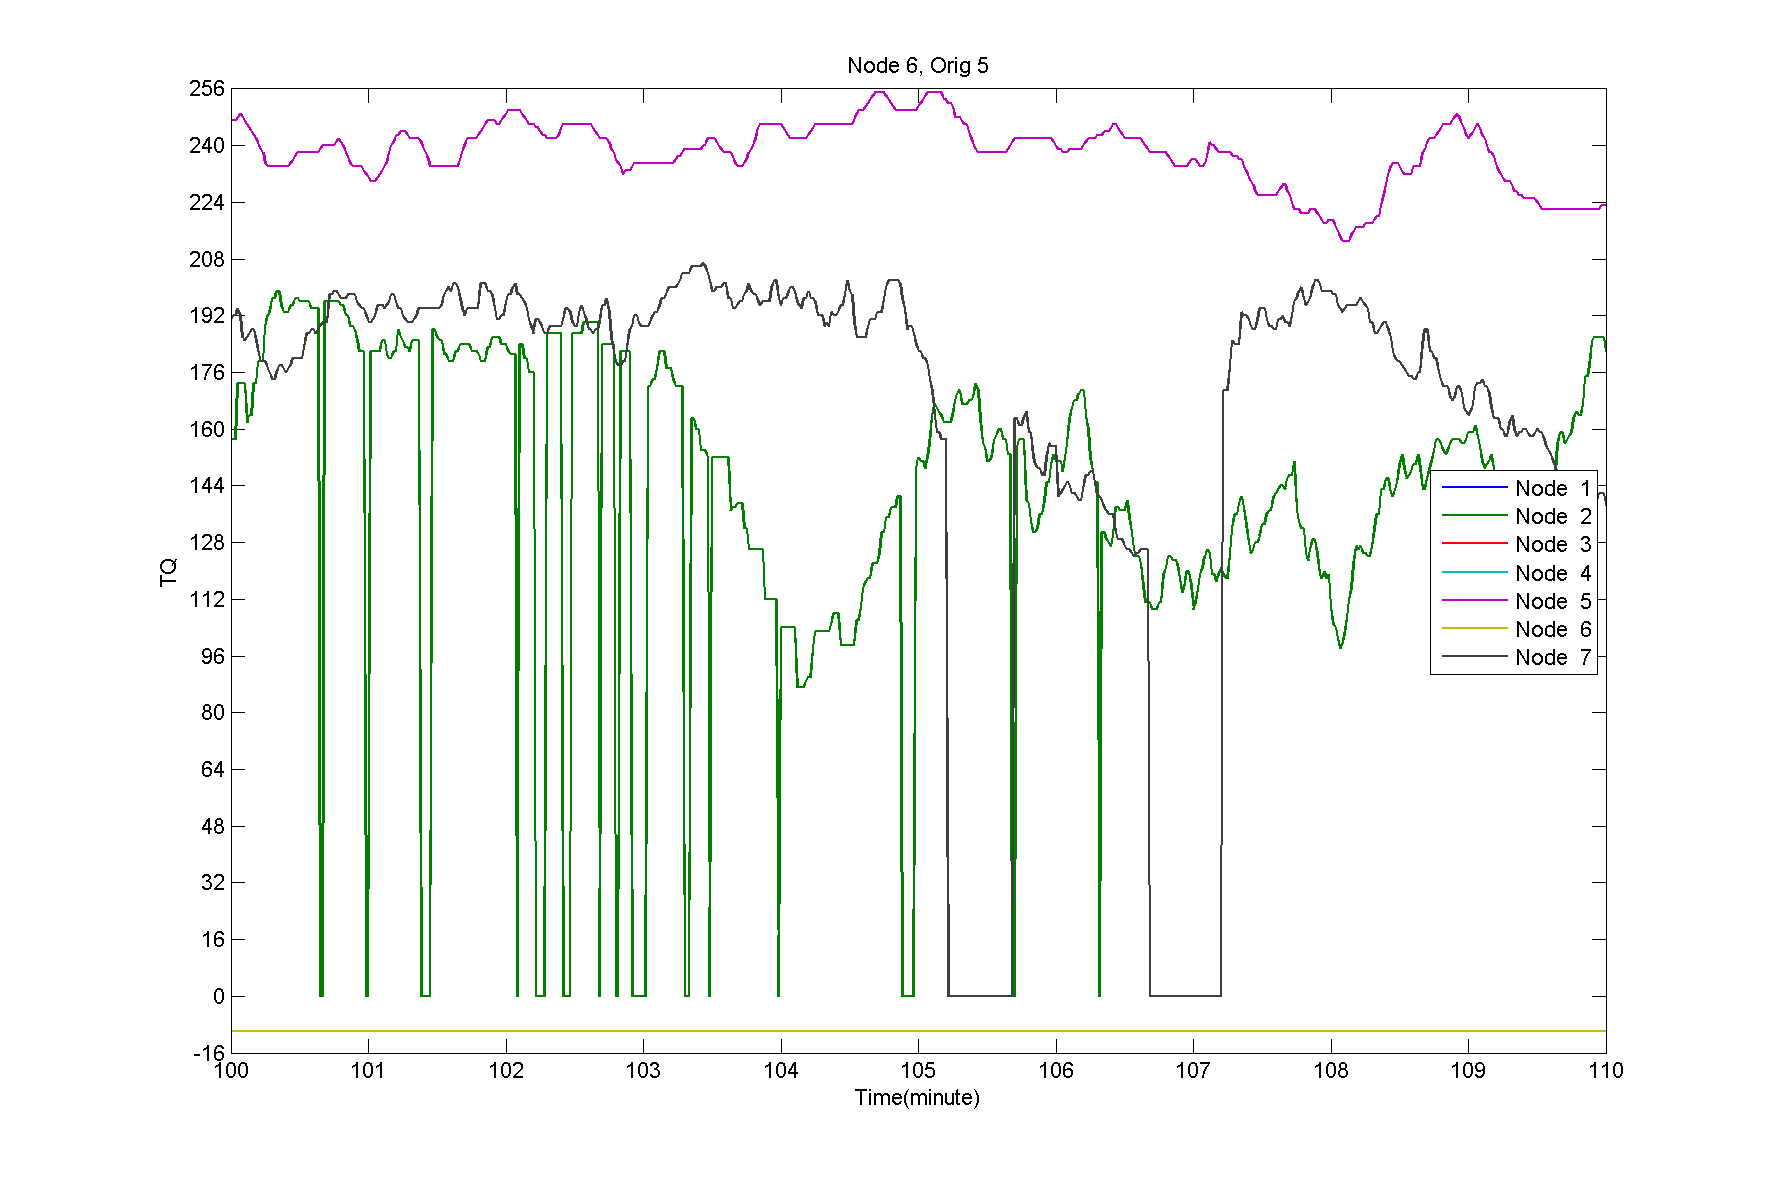 Node 6, Orig 5
256
240
224
208
192
176
160
144
128
112
96
80
64
48
32
16
0
-16
TQ
Node 1
Node 2
Node 3
Node 4
Node 5
Node 6
Node 7
100 101 102 103 104 105 106 107 108 109 110
Time(minute)